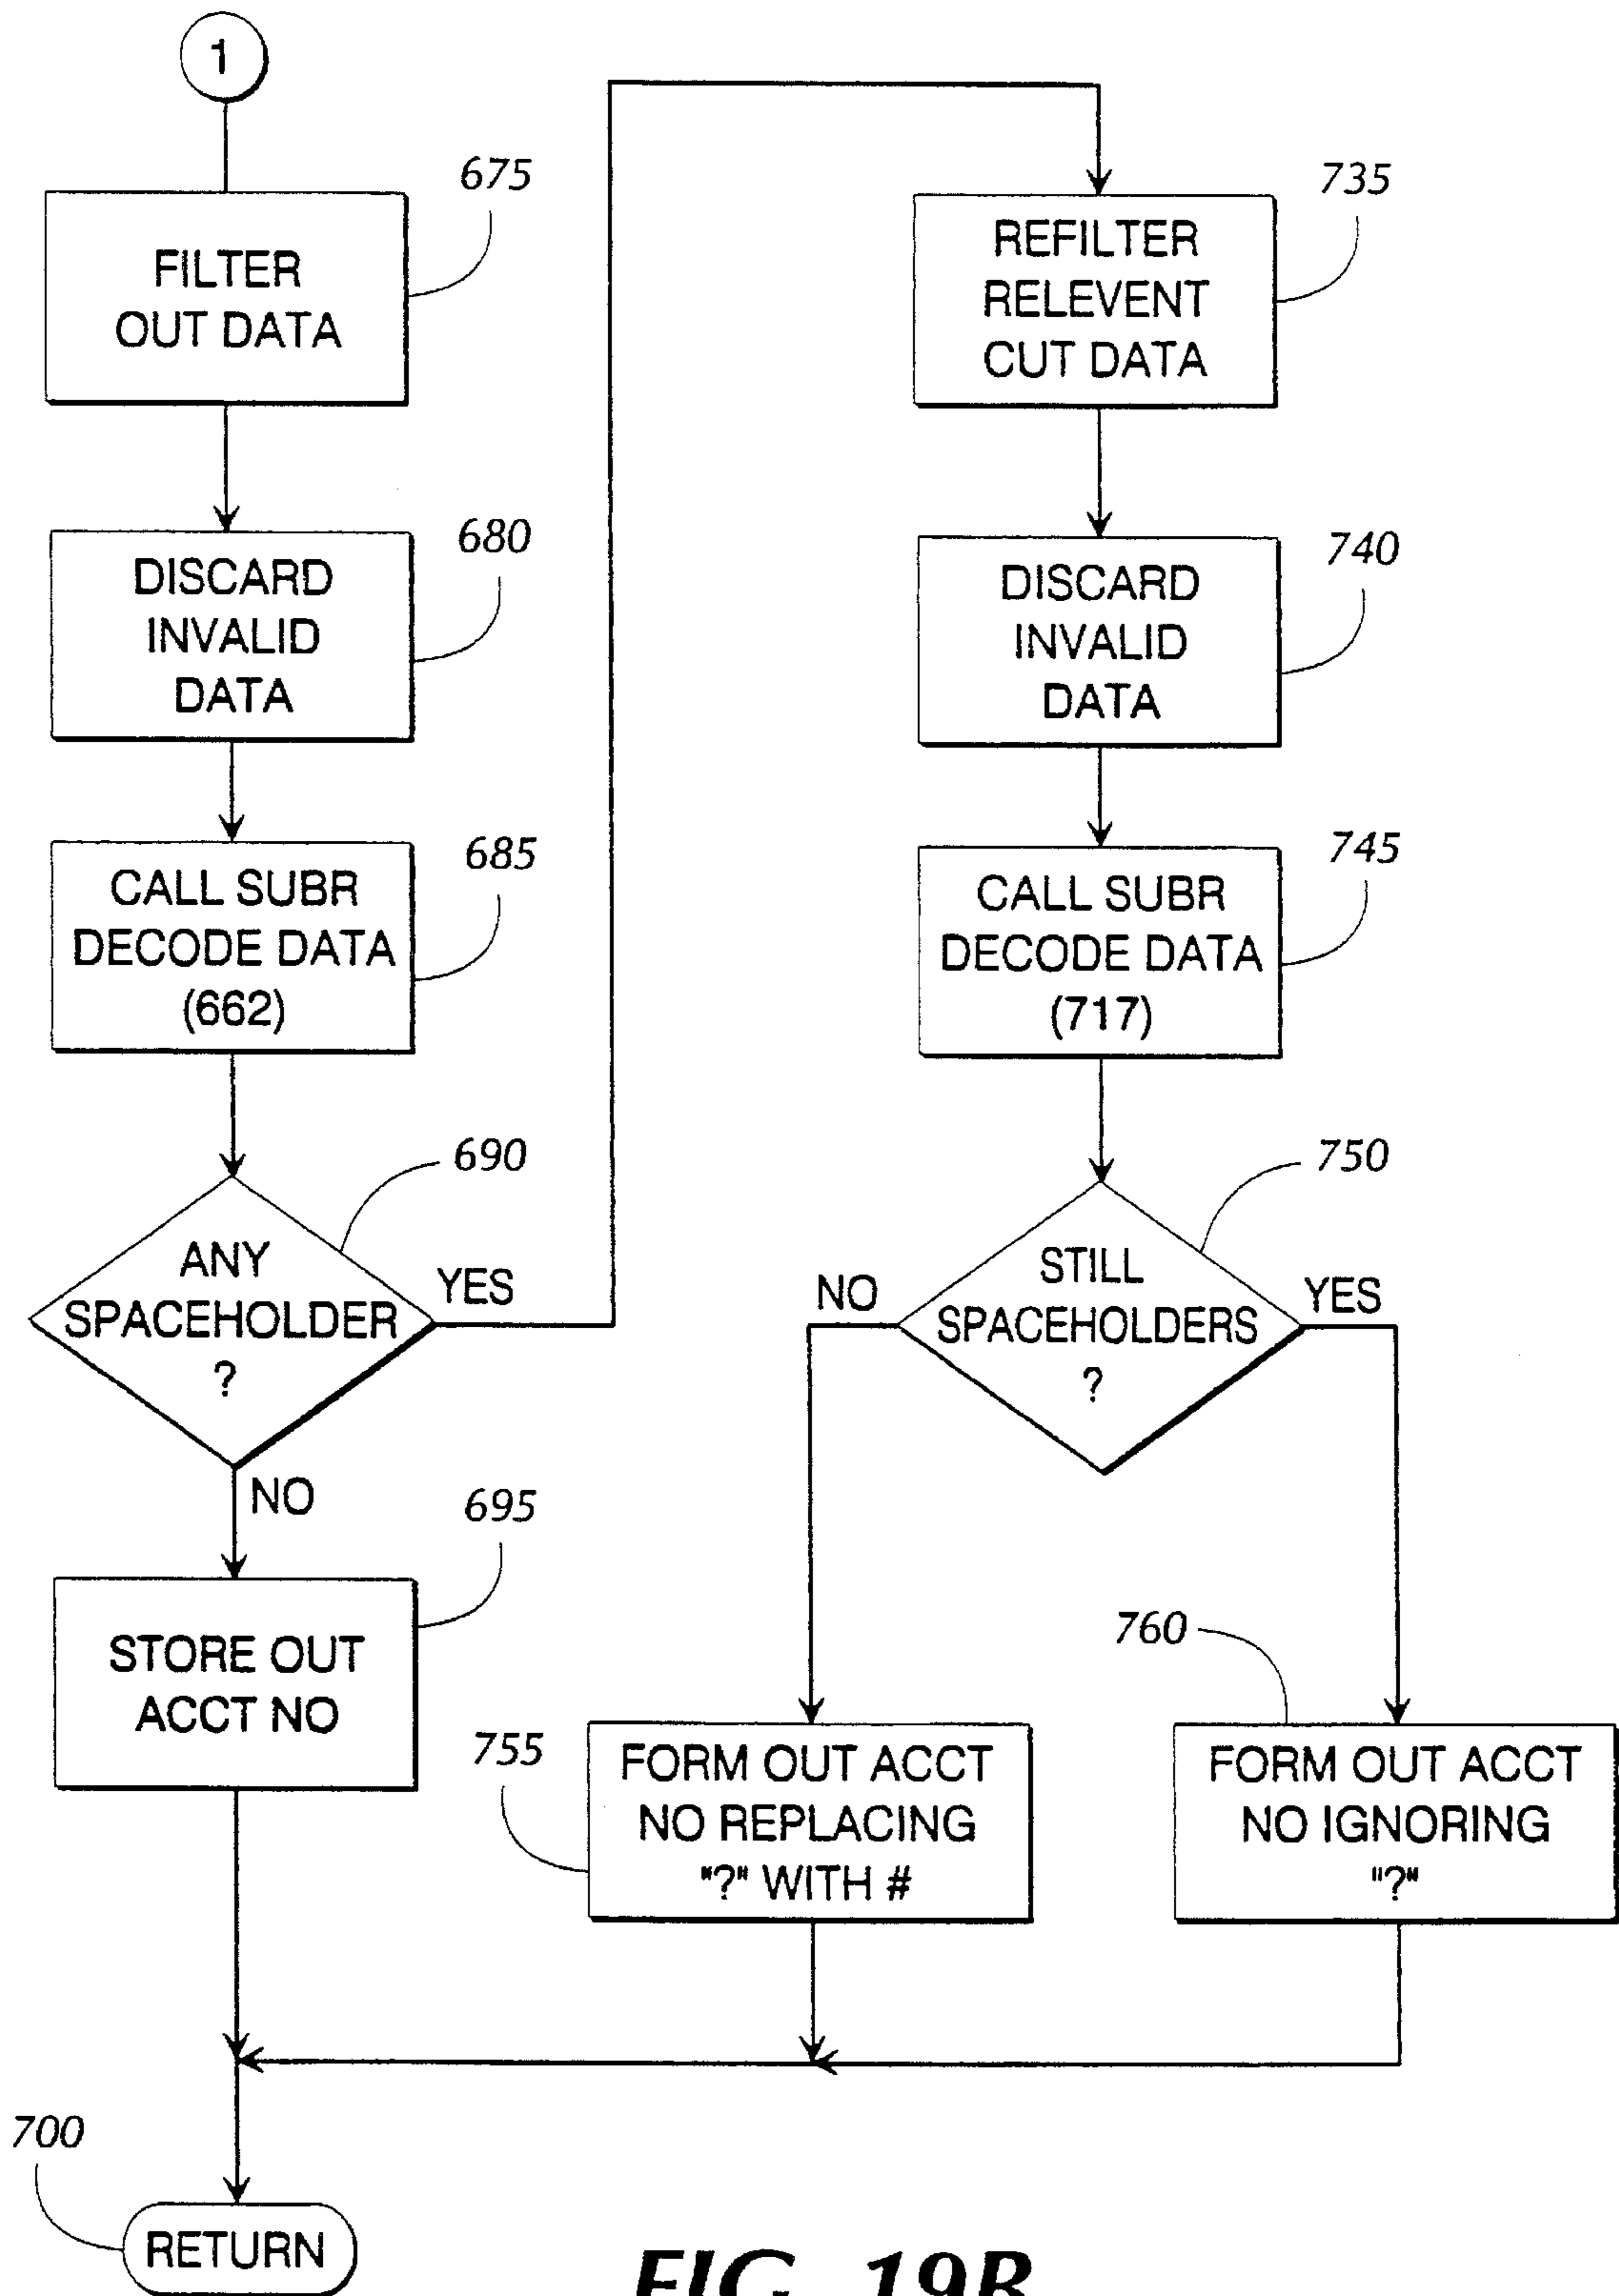 1
675
FILTER
OUT DATA
680
DISCARD
INVALID
DATA
685
CALL SUBR
DECODE DATA
(662)
690
ANY
SPACEHOLDER
?
YES
NO
695
STORE OUT
ACCT NO
700
RETURN
735
REFILTER
RELEVENT
CUT DATA
740
DISCARD
INVALID
DATA
745
CALL SUBR
DECODE DATA
(717)
750
STILL
SPACEHOLDERS
?
NO
YES
755
FORM OUT ACCT
NO REPLACING
"?" WITH #
760
FORM OUT ACCT
NO IGNORING
"?"
FIG 19B